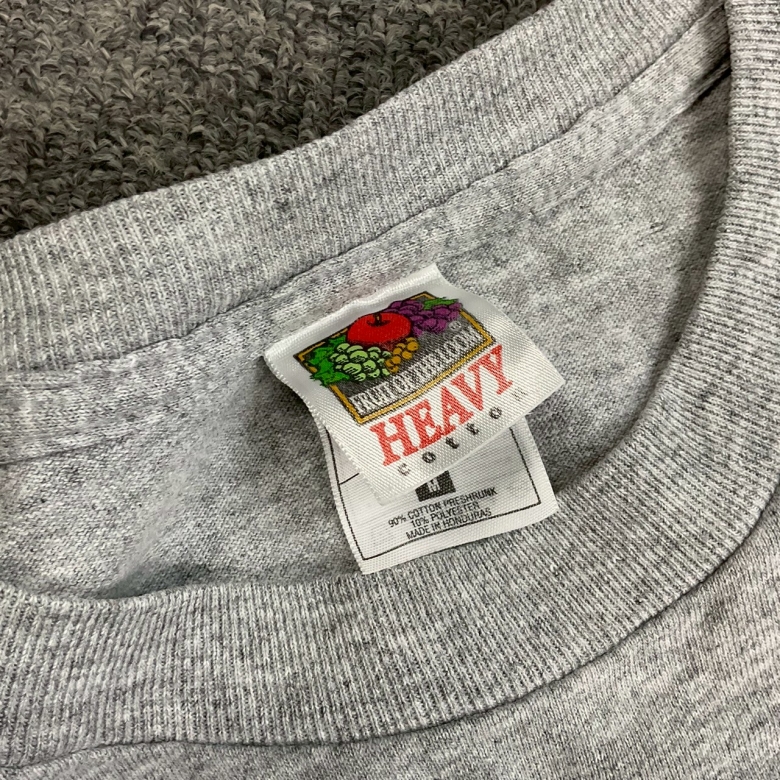 FRUIT OF THE LOOM®
HEAVY
cotton
M
90% COTTON PRESHRUNK
10% POLYESTER
MADE IN HONDURAS